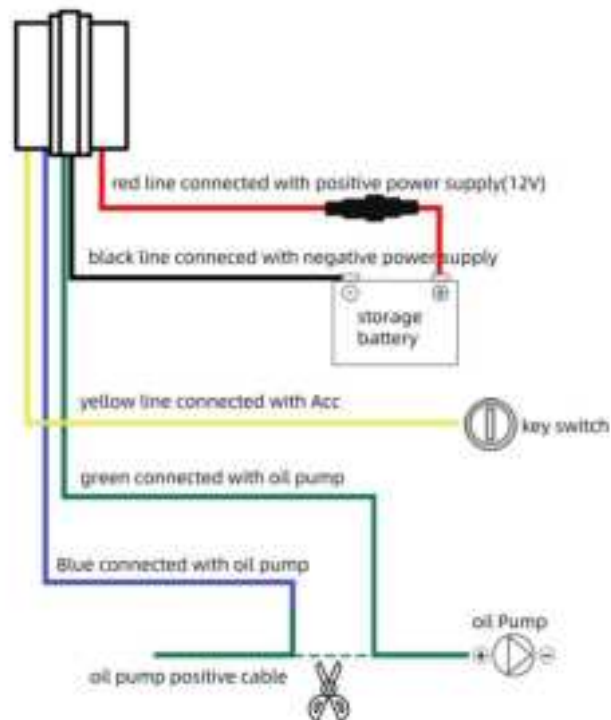 red line connected with positive power supply(12V)
black line conneced with negative power supply
storage
battery
yellow line connected with Acc
key switch
green connected with oil pump
Blue connected with oil pump
oil Pump
oil pump positive cable